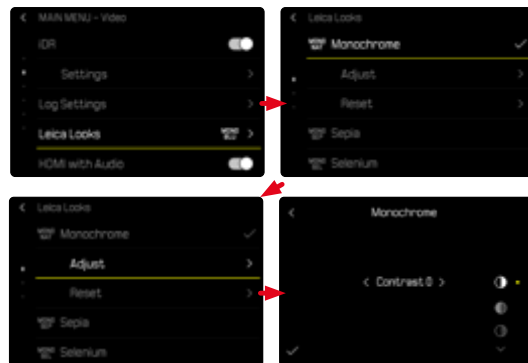 MAIN MENU - Video
iDR
Settings
Log Settings
Leica Looks
HDMI with Audio
Leica Looks
Monochrome
Adjust
Reset
Sepia
Selenium
Leica Looks
Monochrome
Adjust
Reset
Sepia
Selenium
Monochrome
Contrast 0